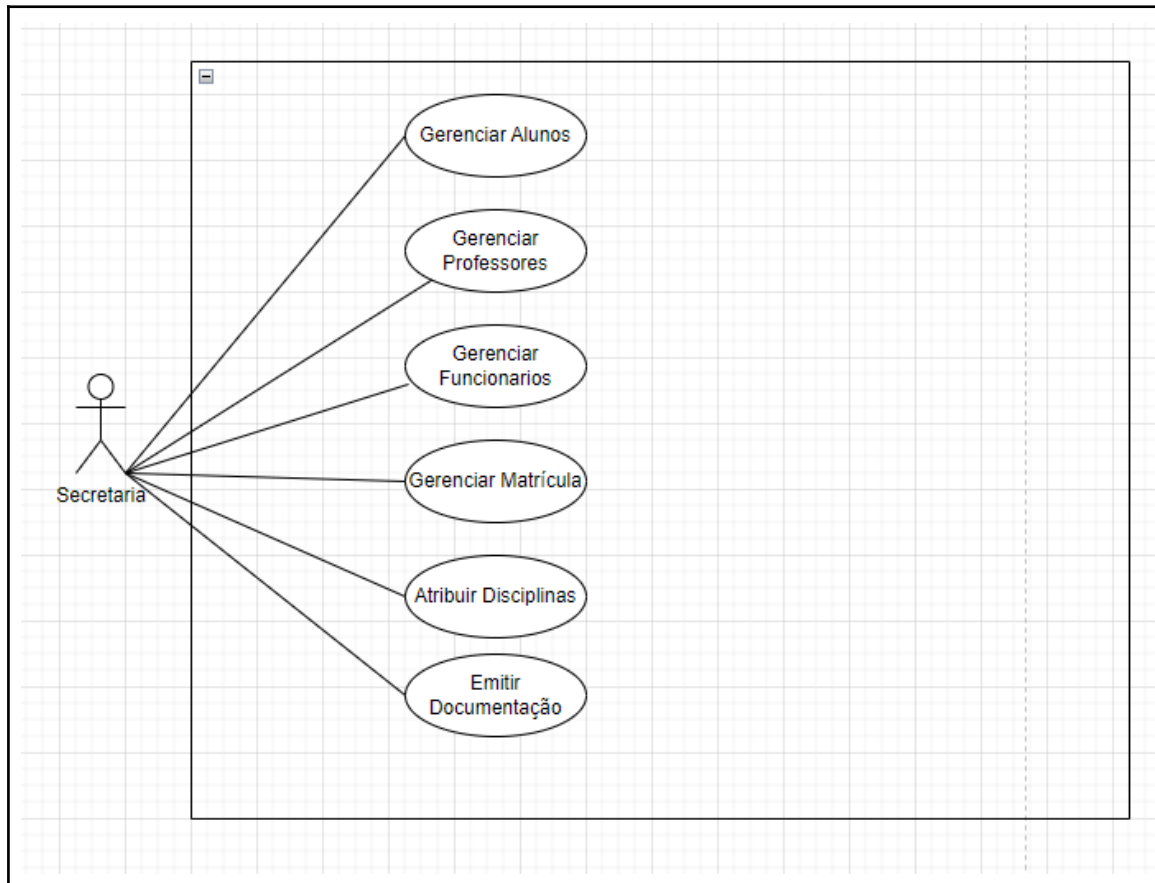 Gerenciar Alunos
Gerenciar
Professores
Gerenciar
Funcionarios
Secretaria
Gerenciar Matrícula
Atribuir Disciplinas
Emitir
Documentação